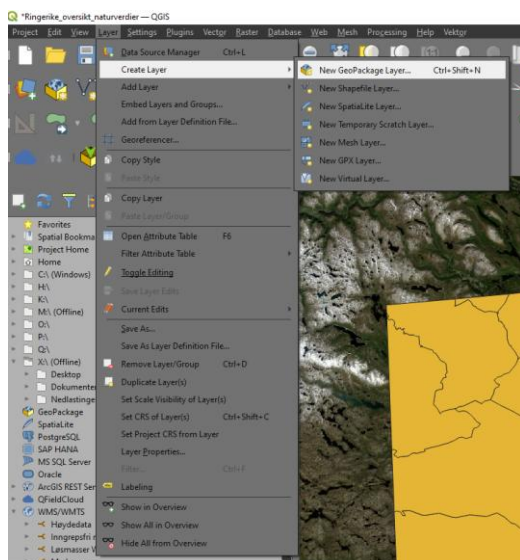 *Ringerike_oversikt_naturverdier — QGIS
Project Edit View Layer Settings Plugins Vector Raster Database Web Mesh Processing Help Vektor
Data Source Manager Ctrl+L
Create Layer
New GeoPackage Layer... Ctrl+Shift+N
Add Layer
New Shapefile Layer...
Embed Layers and Groups...
New SpatiaLite Layer...
Add from Layer Definition File...
New Temporary Scratch Layer...
Georeferencer...
New Mesh Layer...
Copy Style
New GPX Layer...
Paste Style
New Virtual Layer...
Copy Layer
Paste Layer/Group
Favorites
Open Attribute Table F6
Spatial Bookma
Project Home
Filter Attribute Table
Home
C:\ (Windows)
Toggle Editing
H:\
Save Layer Edits
K:\
M:\ (Offline)
Current Edits
O:\
P:\
Save As...
Q:\
Save As Layer Definition File...
X:\ (Offline)
Remove Layer/Group Ctrl+D
Desktop
Dokumente
Duplicate Layer(s)
Nedlastinge
Set Scale Visibility of Layer(s)
GeoPackage
Set CRS of Layer(s) Ctrl+Shift+C
SpatiaLite
PostgreSQL
Set Project CRS from Layer
SAP HANA
Layer Properties...
MS SQL Server
Oracle
Filter... Ctrl+F
ArcGIS REST Ser
Labeling
QFieldCloud
WMS/WMTS
Show in Overview
Høydedata
Show All in Overview
Inngrepsfri n
Løsmasser
Hide All from Overview